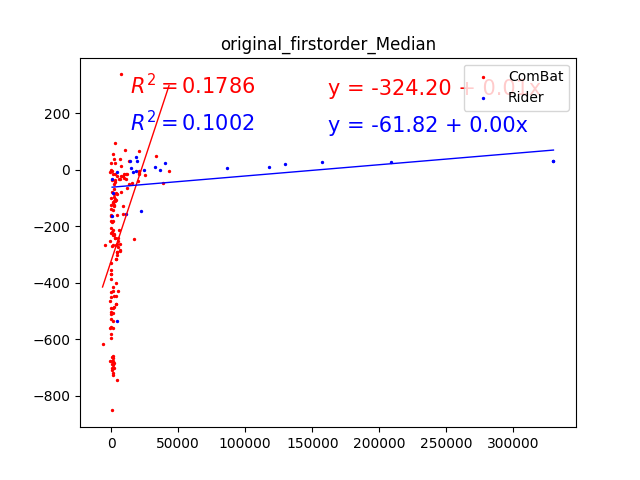 original_firstorder_Median
R² = 0.1786
y = -324.20 + 0.01x
ComBat
Rider
R² = 0.1002
y = -61.82 + 0.00x
200
0
−200
−400
−600
−800
0
50000
100000
150000
200000
250000
300000